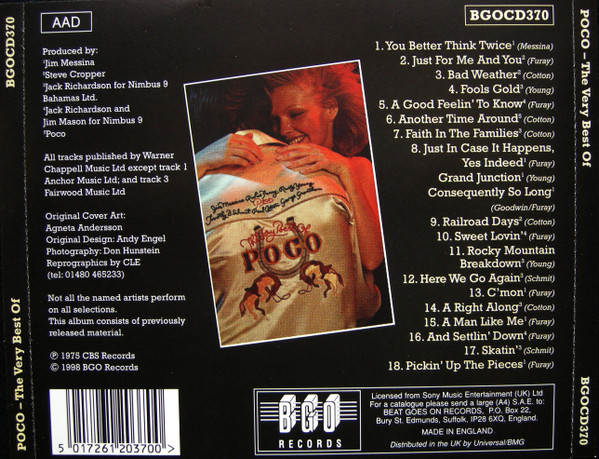 BGOCD370
POCO – The Very Best Of
AAD
Produced by:
¹Jim Messina
²Steve Cropper
³Jack Richardson for Nimbus 9
Bahamas Ltd.
⁴Jack Richardson and
Jim Mason for Nimbus 9
⁵Poco
All tracks published by Warner
Chappell Music Ltd except track 1
Anchor Music Ltd; and track 3
Fairwood Music Ltd
Original Cover Art:
Agneta Andersson
Original Design: Andy Engel
Photography: Don Hunstein
Reprographics by CLE
(tel: 01480 465233)
Not all the named artists perform
on all selections.
This album consists of previously
released material.
Ⓟ 1975 CBS Records
© 1998 BGO Records
5 017261 203700 >
The Very Best Of
POCO
BGOCD370
1. You Better Think Twice¹ (Messina)
2. Just For Me And You² (Furay)
3. Bad Weather² (Cotton)
4. Fools Gold³ (Young)
5. A Good Feelin' To Know⁴ (Furay)
6. Another Time Around⁵ (Cotton)
7. Faith In The Families³ (Cotton)
8. Just In Case It Happens,
Yes Indeed¹ (Furay)
Grand Junction¹ (Young)
Consequently So Long¹
(Goodwin/Furay)
9. Railroad Days² (Cotton)
10. Sweet Lovin'⁴ (Furay)
11. Rocky Mountain
Breakdown³ (Young)
12. Here We Go Again³ (Schmit)
13. C'mon¹ (Furay)
14. A Right Along³ (Cotton)
15. A Man Like Me¹ (Furay)
16. And Settlin' Down⁴ (Furay)
17. Skatin'³ (Schmit)
18. Pickin' Up The Pieces¹ (Furay)
BGO
RECORDS
Licensed from Sony Music Entertainment (UK) Ltd
For a catalogue please send a large (A4) S.A.E. to:
BEAT GOES ON RECORDS, P.O. Box 22,
Bury St. Edmunds, Suffolk, IP28 6XQ, England.
MADE IN ENGLAND
Distributed in the UK by Universal/BMG
POCO – The Very Best Of
BGOCD370